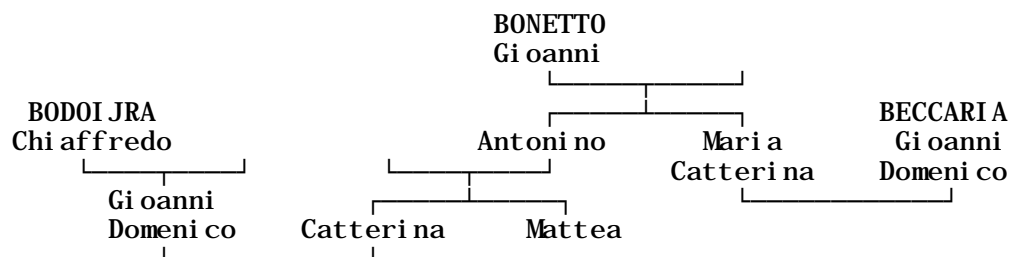 BONETTO
Gioanni
BODOIJRA BECCARIA
Chiaffredo Antonino Maria Gioanni
Catterina Domenico
Gioanni
Domenico Catterina Mattea